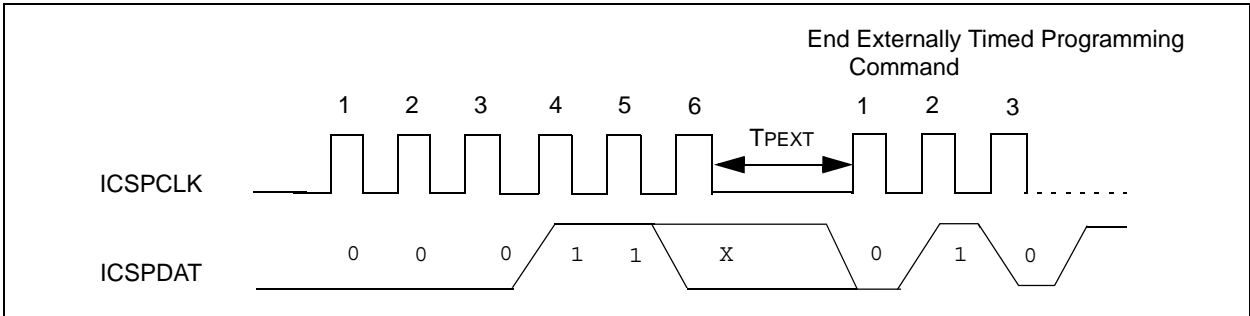 End Externally Timed Programming
Command
1 2 3 4 5 6 1 2 3
TPEXT
ICSPCLK
0 0 0 1 1 X 0 1 0
ICSPDAT